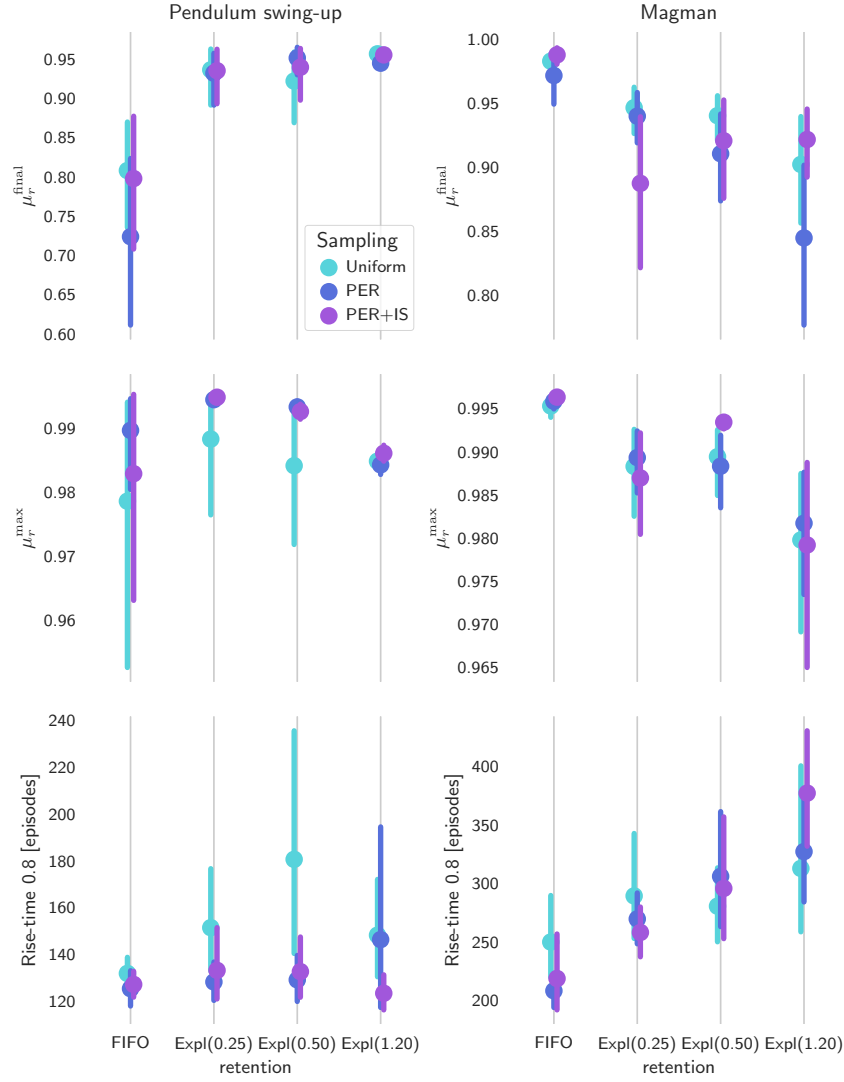 Pendulum swing-up
Magman
0.95
0.90
0.85
0.80
0.75
0.70
0.65
0.60
μ_r^final
Sampling
Uniform
PER
PER+IS
1.00
0.95
0.90
0.85
0.80
μ_r^final
0.99
0.98
0.97
0.96
μ_r^max
0.995
0.990
0.985
0.980
0.975
0.970
0.965
μ_r^max
240
220
200
180
160
140
120
Rise-time 0.8 [episodes]
FIFO Expl(0.25) Expl(0.50) Expl(1.20)
retention
400
350
300
250
200
Rise-time 0.8 [episodes]
FIFO Expl(0.25) Expl(0.50) Expl(1.20)
retention